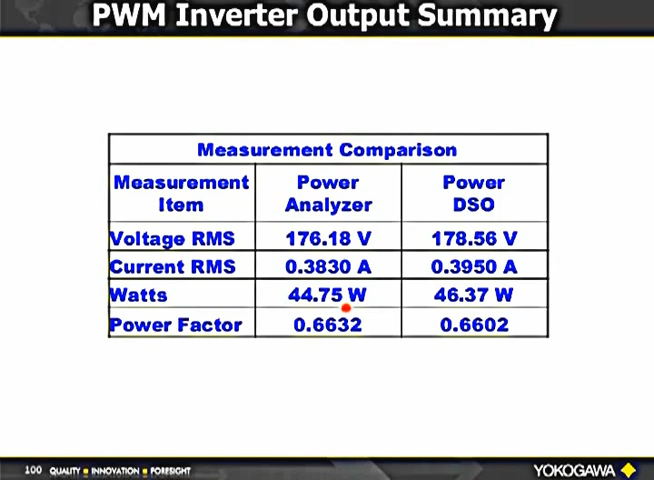 PWM Inverter Output Summary
Measurement Comparison
Measurement Item Power Analyzer Power DSO
Voltage RMS 176.18 V 178.56 V
Current RMS 0.3830 A 0.3950 A
Watts 44.75 W 46.37 W
Power Factor 0.6632 0.6602
100 QUALITY INNOVATION FORESIGHT YOKOGAWA